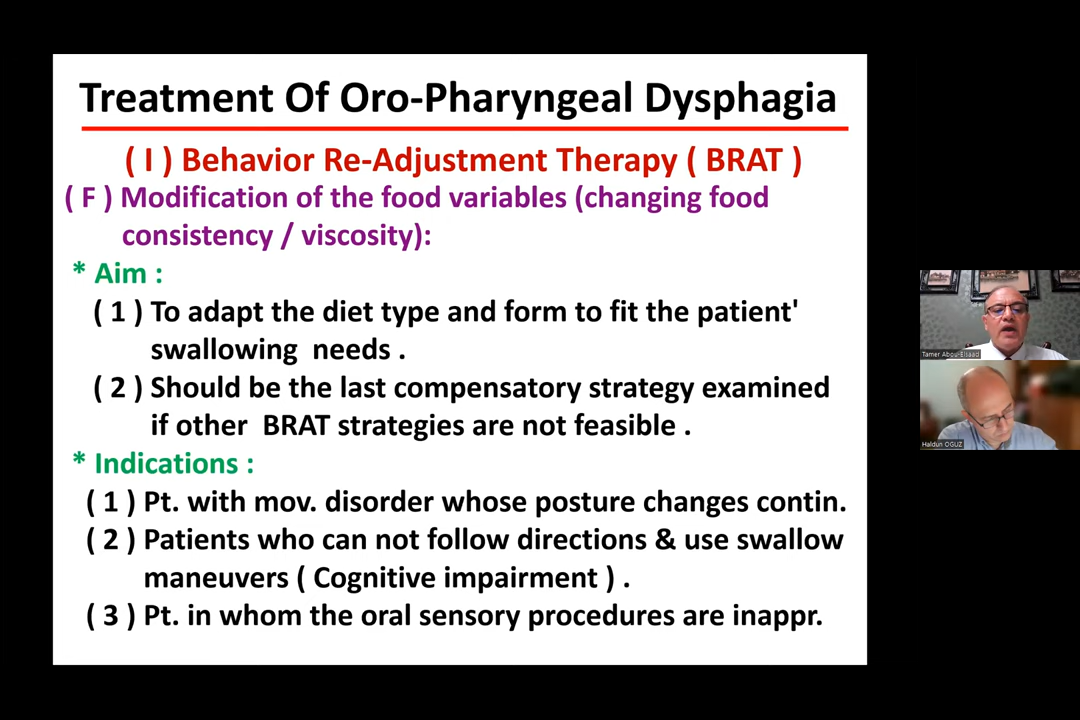 Treatment Of Oro-Pharyngeal Dysphagia
( I ) Behavior Re-Adjustment Therapy ( BRAT )
( F ) Modification of the food variables (changing food
consistency / viscosity):
* Aim :
( 1 ) To adapt the diet type and form to fit the patient'
swallowing needs .
( 2 ) Should be the last compensatory strategy examined
if other BRAT strategies are not feasible .
* Indications :
( 1 ) Pt. with mov. disorder whose posture changes contin.
( 2 ) Patients who can not follow directions & use swallow
maneuvers ( Cognitive impairment ) .
( 3 ) Pt. in whom the oral sensory procedures are inappr.
Tamer Abou-Elsaad
Haldun OGUZ